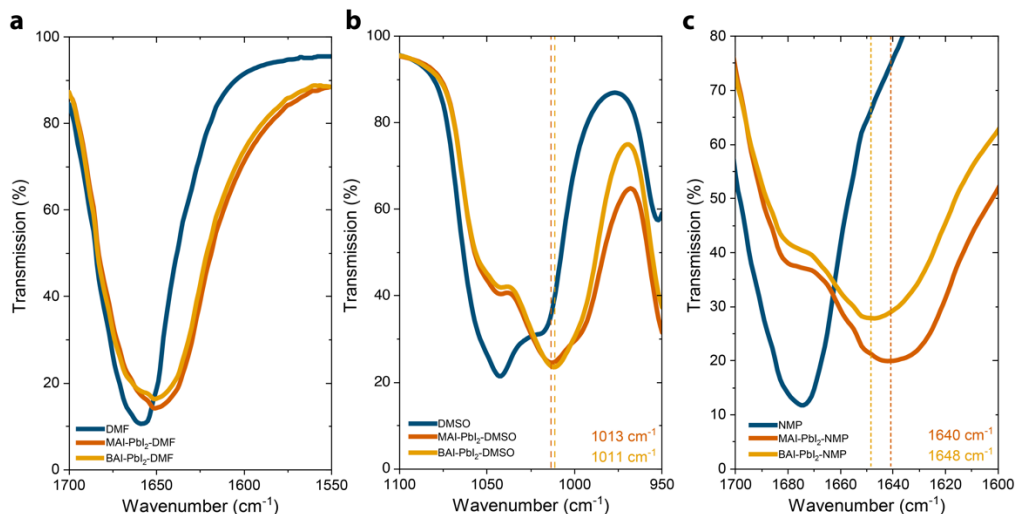 a
100
80
60
40
20
0
1700
1650
1600
1550
Transmission (%)
Wavenumber (cm⁻¹)
DMF
MAI-PbI₂-DMF
BAI-PbI₂-DMF
b
100
80
60
40
20
0
1100
1050
1000
950
Transmission (%)
Wavenumber (cm⁻¹)
DMSO
MAI-PbI₂-DMSO
BAI-PbI₂-DMSO
1013 cm⁻¹
1011 cm⁻¹
c
80
70
60
50
40
30
20
10
0
1700
1680
1660
1640
1620
1600
Transmission (%)
Wavenumber (cm⁻¹)
NMP
MAI-PbI₂-NMP
BAI-PbI₂-NMP
1640 cm⁻¹
1648 cm⁻¹